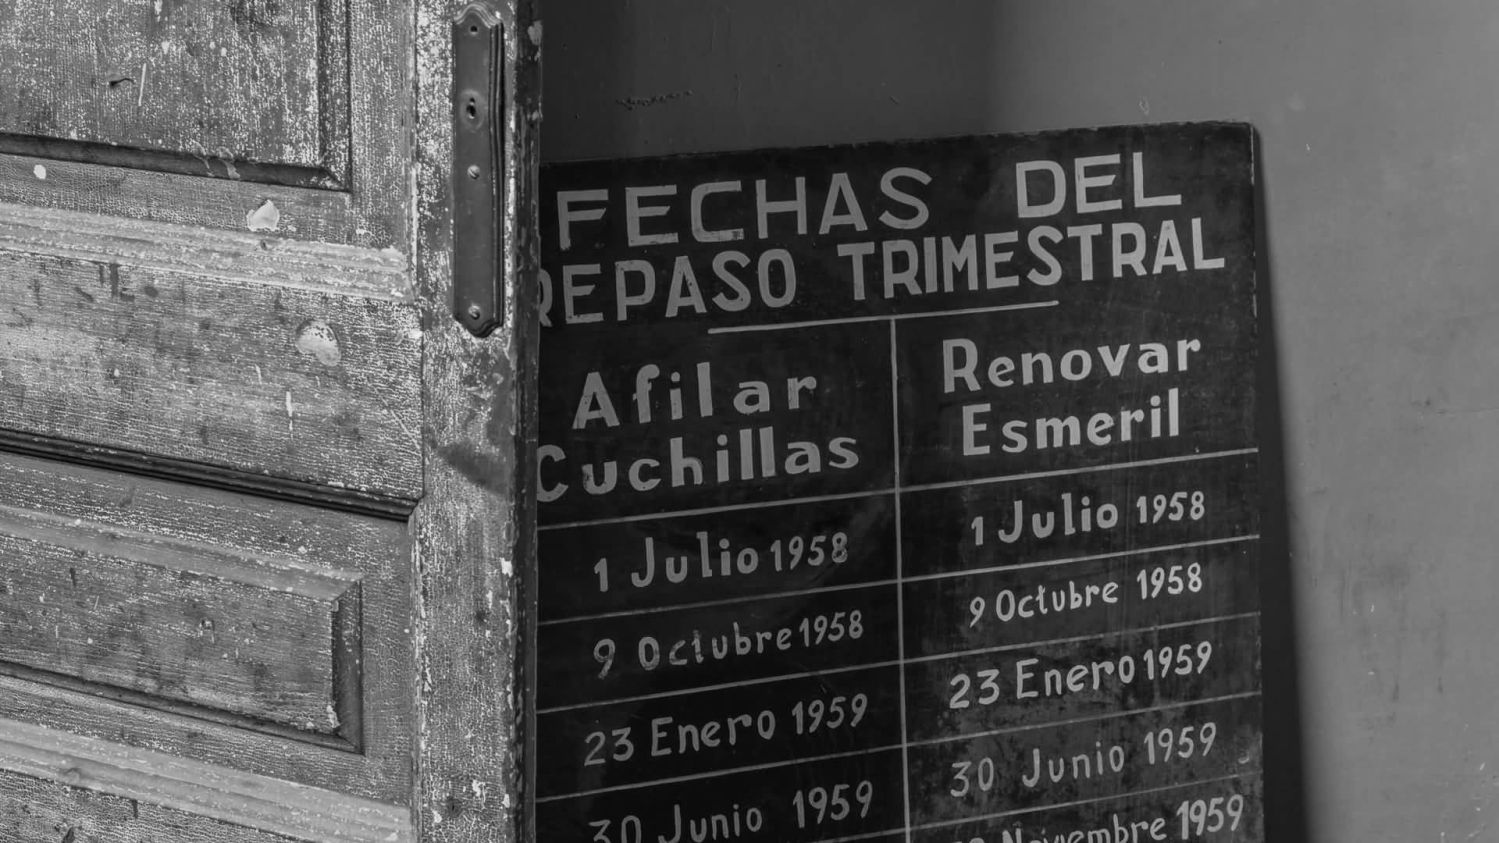 FECHAS DEL
REPASO TRIMESTRAL
Afilar
Cuchillas
Renovar
Esmeril
1 Julio 1958
1 Julio 1958
9 Octubre 1958
9 Octubre 1958
23 Enero 1959
23 Enero 1959
30 Junio 1959
30 Junio 1959
Noviembre 1959